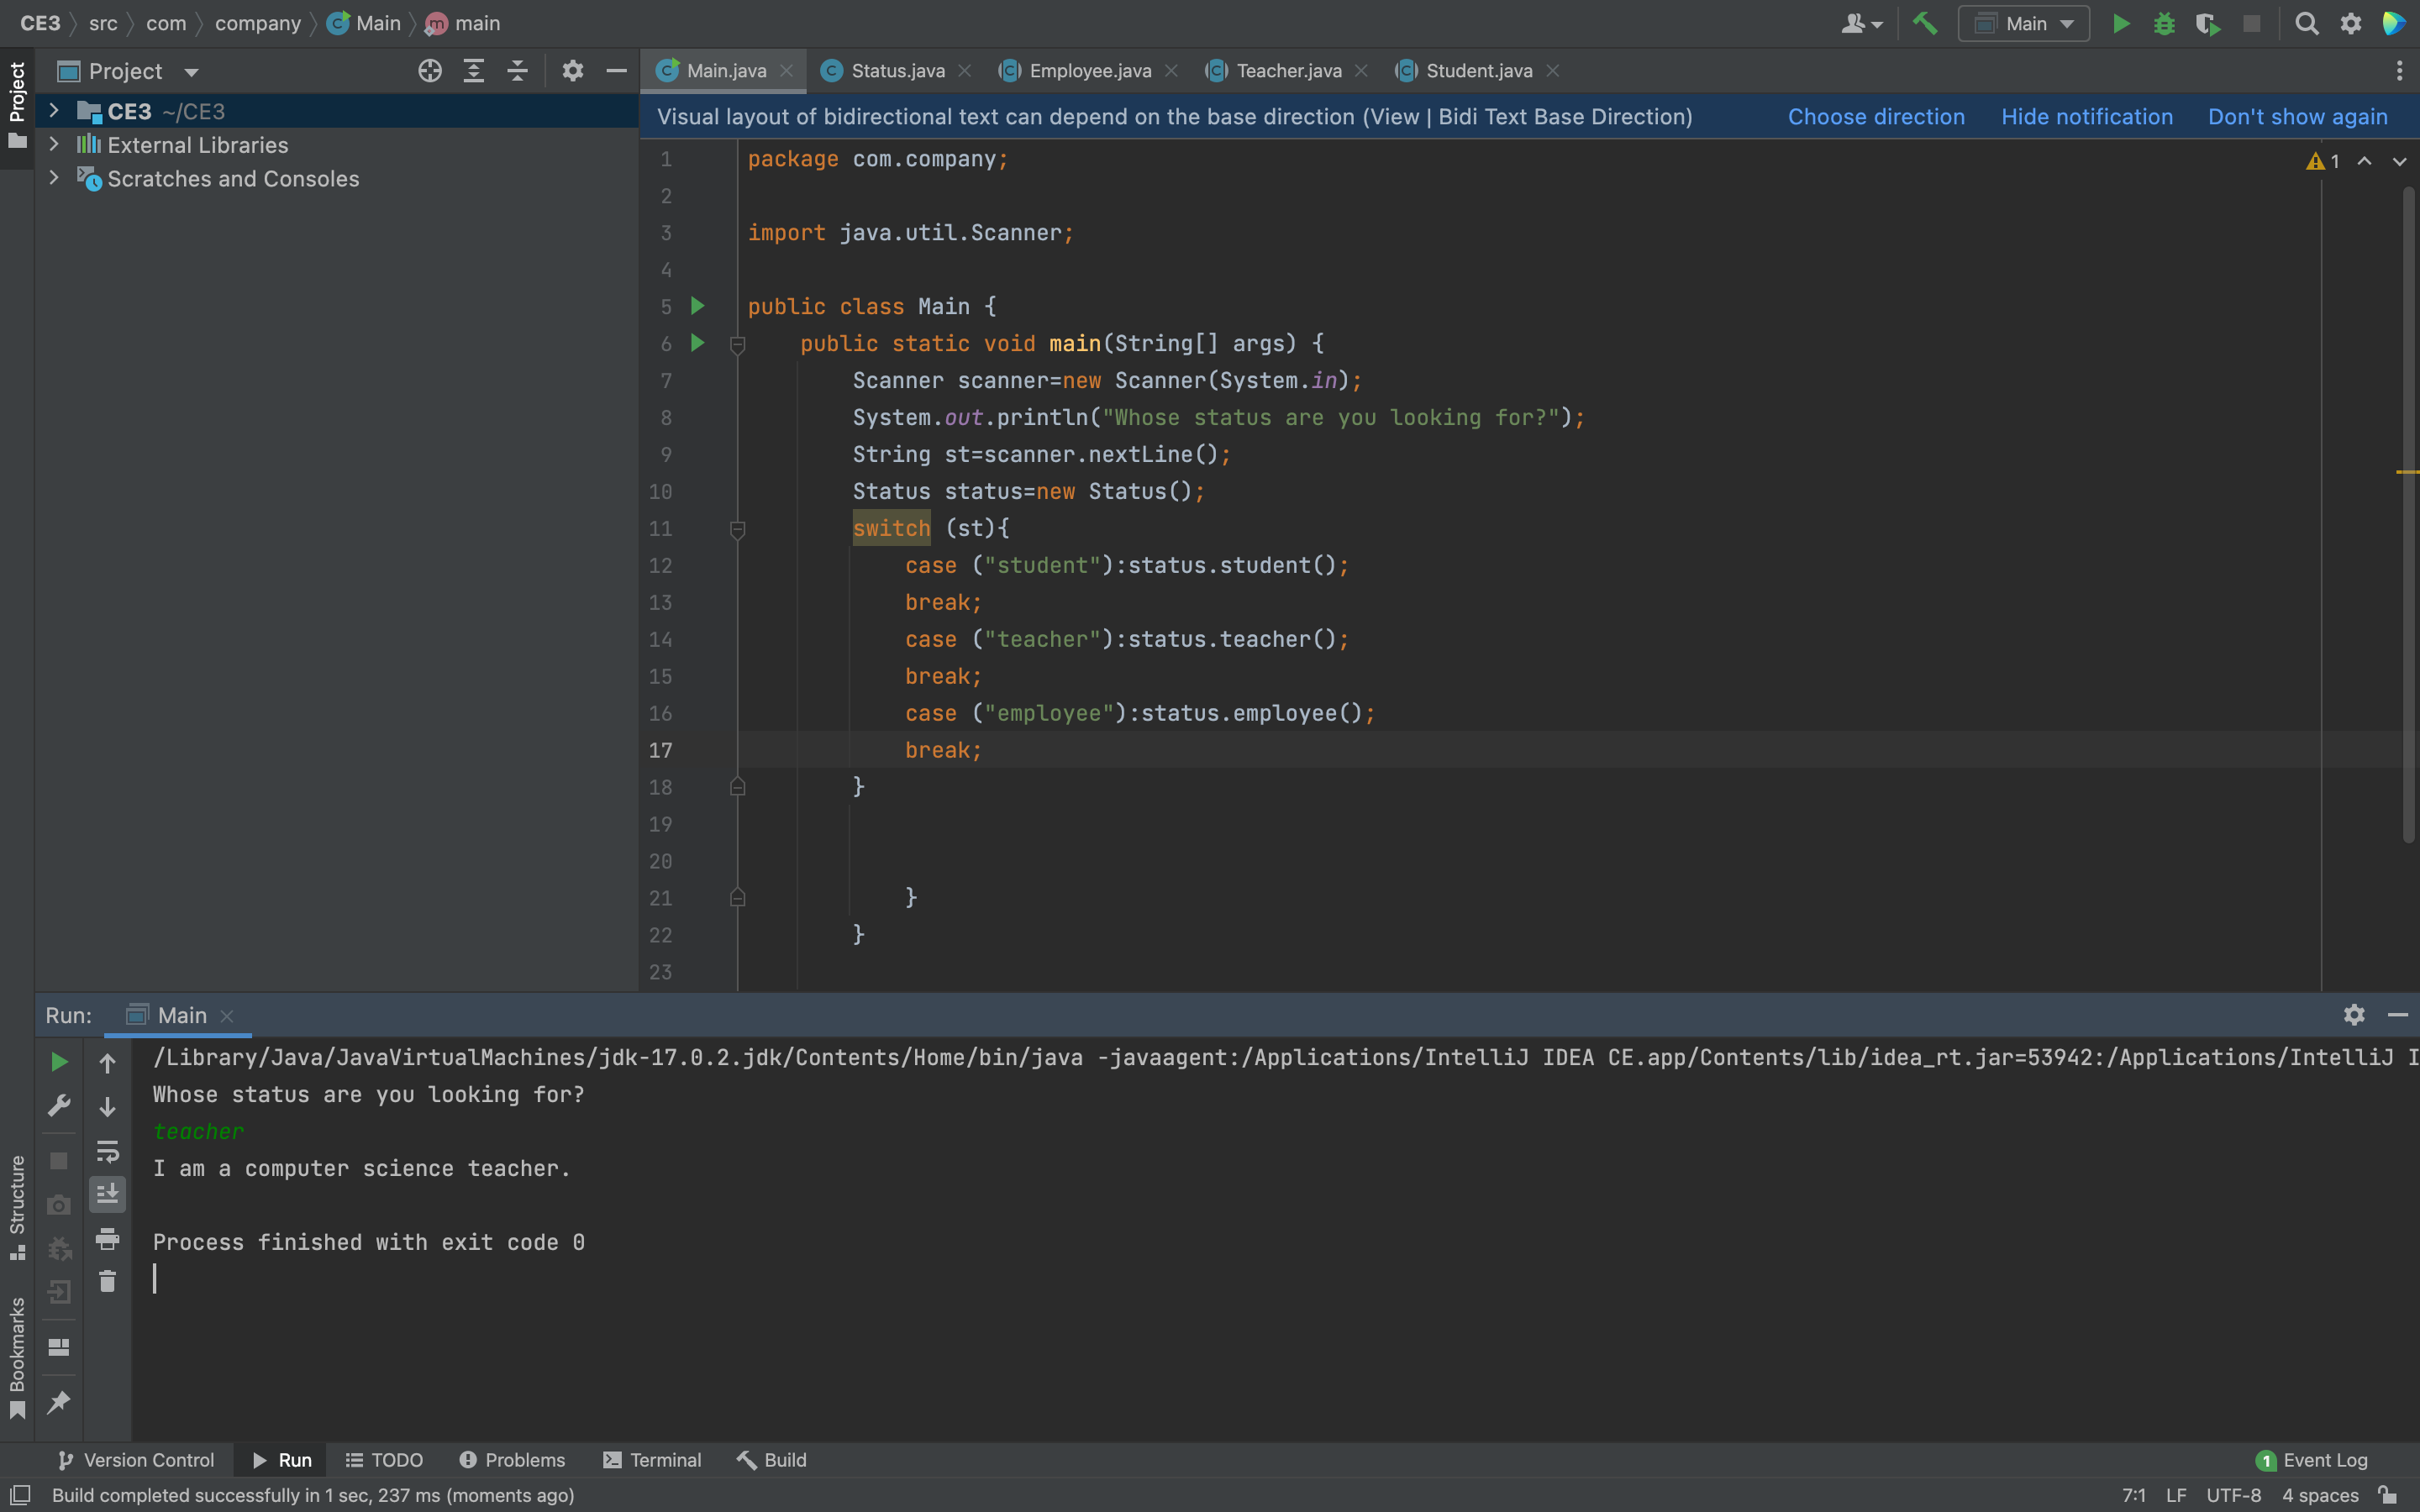 CE3 src com company Main main
Main
Project
Project
Main.java Status.java Employee.java Teacher.java Student.java
CE3 ~/CE3
External Libraries
Scratches and Consoles
Visual layout of bidirectional text can depend on the base direction (View | Bidi Text Base Direction) Choose direction Hide notification Don't show again
1
1 package com.company;
2
3 import java.util.Scanner;
4
5 public class Main {
6 public static void main(String[] args) {
7 Scanner scanner=new Scanner(System.in);
8 System.out.println("Whose status are you looking for?");
9 String st=scanner.nextLine();
10 Status status=new Status();
11 switch (st){
12 case ("student"):status.student();
13 break;
14 case ("teacher"):status.teacher();
15 break;
16 case ("employee"):status.employee();
17 break;
18 }
19
20
21 }
22 }
23
Run: Main
/Library/Java/JavaVirtualMachines/jdk-17.0.2.jdk/Contents/Home/bin/java -javaagent:/Applications/IntelliJ IDEA CE.app/Contents/lib/idea_rt.jar=53942:/Applications/IntelliJ I
Whose status are you looking for?
teacher
I am a computer science teacher.
Process finished with exit code 0
Structure
Bookmarks
Version Control Run TODO Problems Terminal Build 1 Event Log
Build completed successfully in 1 sec, 237 ms (moments ago) 7:1 LF UTF-8 4 spaces